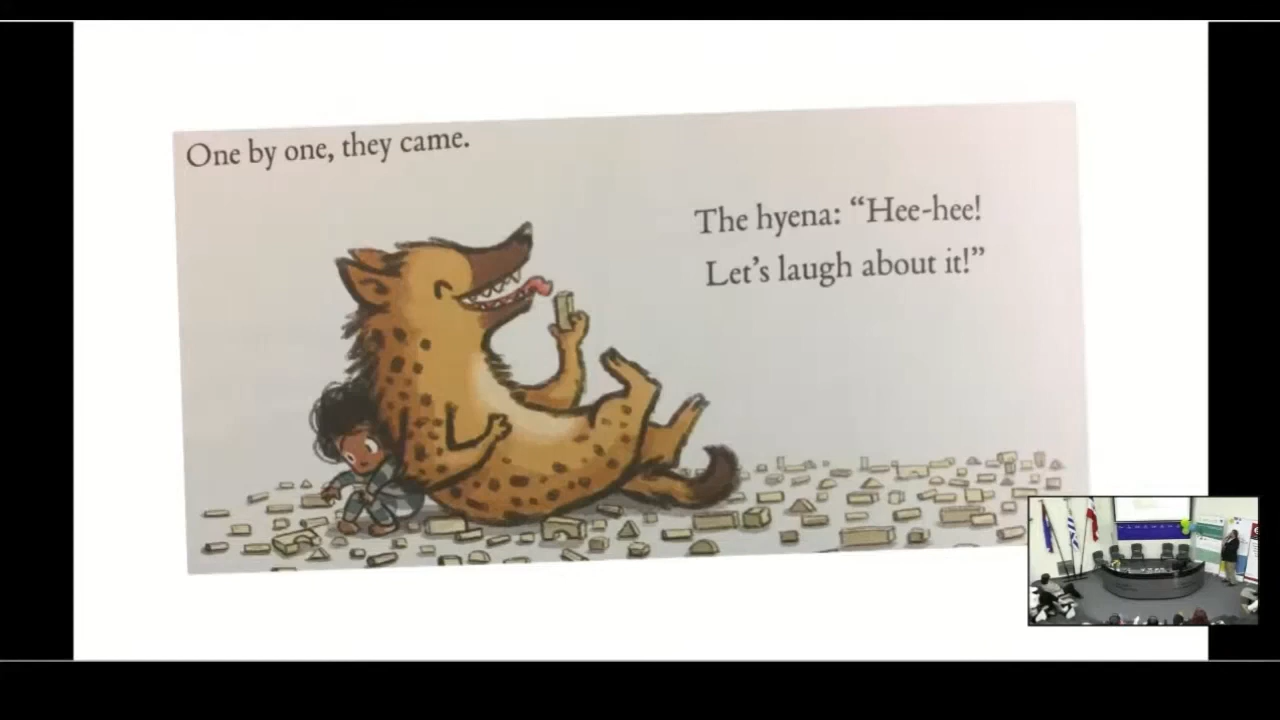 One by one, they came.
The hyena: “Hee-hee!
Let’s laugh about it!”